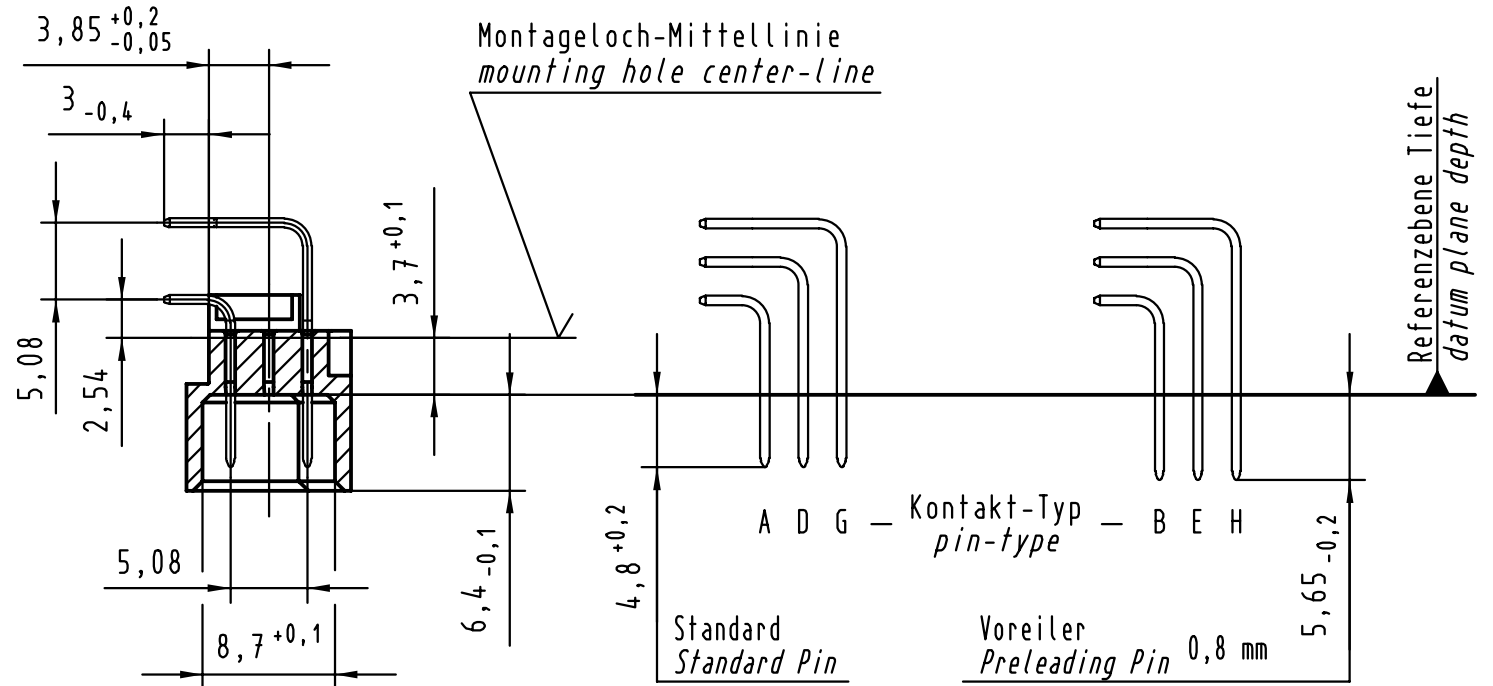 3,85 +0,2
-0,05
Montageloch-Mittellinie
mounting hole center-line
3 -0,4
5,08
2,54
3,7 +0,1
Referenzebene Tiefe
datum plane depth
5,08
8,7 +0,1
6,4 -0,1
4,8 +0,2
A D G — Kontakt-Typ — B E H
pin-type
5,65 -0,2
Standard
Standard Pin
Voreiler
Preleading Pin 0,8 mm